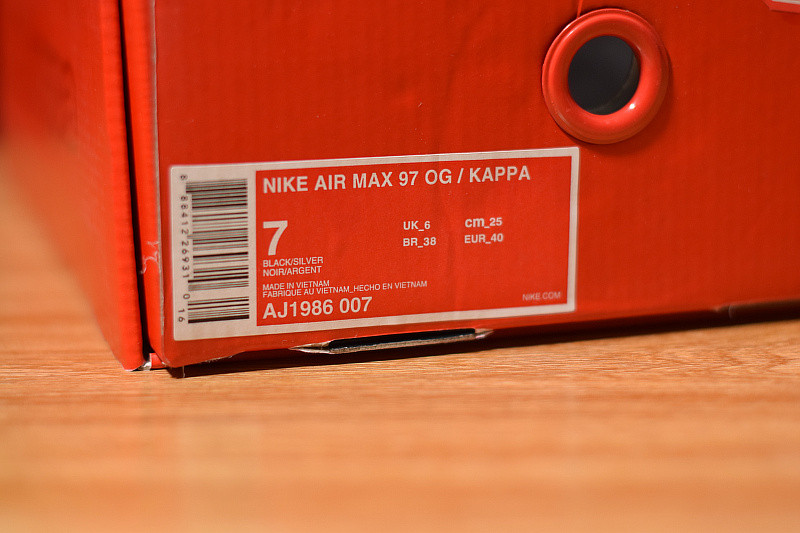 NIKE AIR MAX 97 OG / KAPPA
7
UK_6 cm_25
BR_38 EUR_40
BLACK/SILVER
NOIR/ARGENT
MADE IN VIETNAM
FABRIQUE AU VIETNAM_HECHO EN VIETNAM
AJ1986 007
NIKE.COM